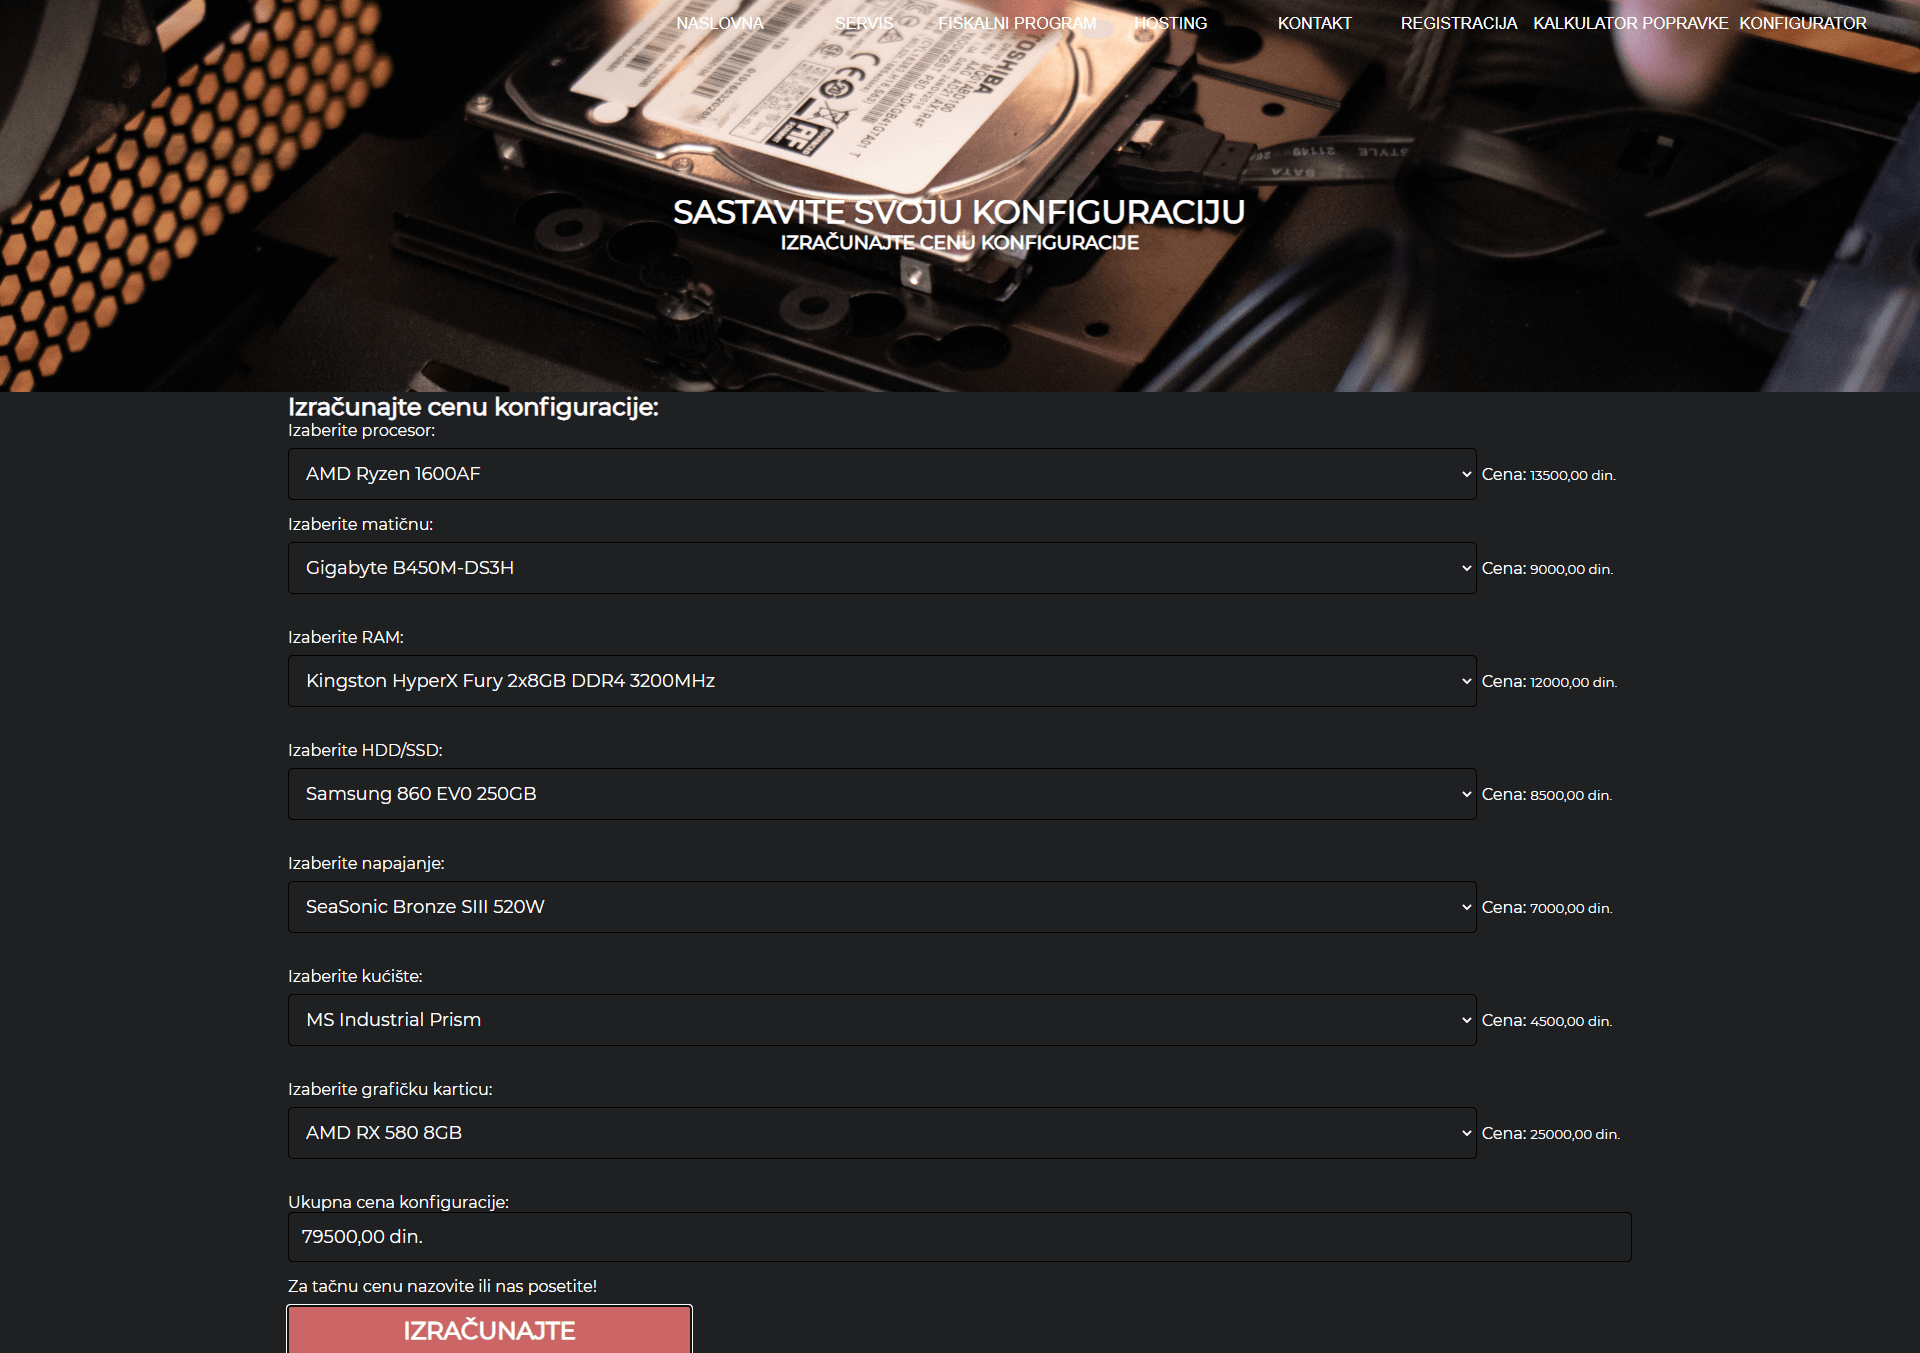 NASLOVNA SERVIS FISKALNI PROGRAM HOSTING KONTAKT REGISTRACIJA KALKULATOR POPRAVKE KONFIGURATOR
TOSHIBA
SATA 21149 STYLE
SASTAVITE SVOJU KONFIGURACIJU
IZRAČUNAJTE CENU KONFIGURACIJE
Izračunajte cenu konfiguracije:
Izaberite procesor:
AMD Ryzen 1600AF Cena: 13500,00 din.
Izaberite matičnu:
Gigabyte B450M-DS3H Cena: 9000,00 din.
Izaberite RAM:
Kingston HyperX Fury 2x8GB DDR4 3200MHz Cena: 12000,00 din.
Izaberite HDD/SSD:
Samsung 860 EV0 250GB Cena: 8500,00 din.
Izaberite napajanje:
SeaSonic Bronze SIII 520W Cena: 7000,00 din.
Izaberite kućište:
MS Industrial Prism Cena: 4500,00 din.
Izaberite grafičku karticu:
AMD RX 580 8GB Cena: 25000,00 din.
Ukupna cena konfiguracije:
79500,00 din.
Za tačnu cenu nazovite ili nas posetite!
IZRAČUNAJTE